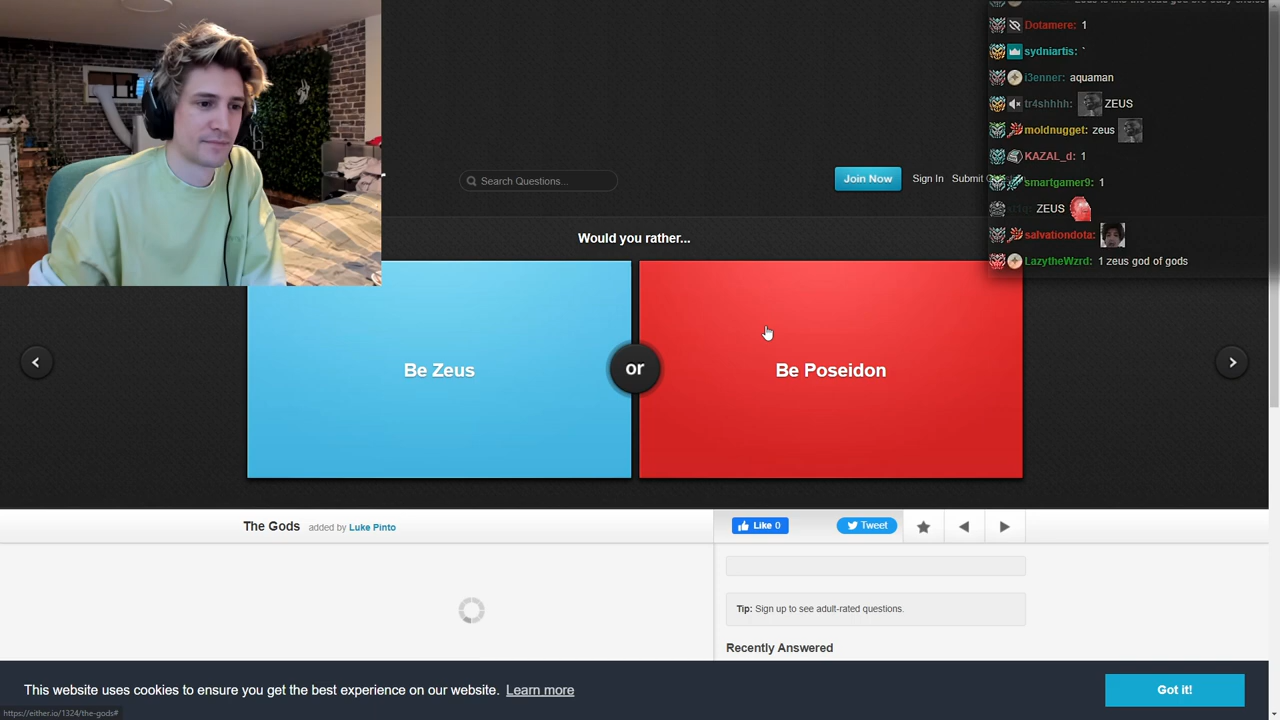 Dotamere: 1
sydniartis: `
i3enner: aquaman
tr4shhhh: ZEUS
moldnugget: zeus
KAZAL_d: 1
Search Questions...
Join Now
Sign In
Submit
smartgamer9: 1
ZEUS
Would you rather...
salvationdota:
LazytheWzrd: 1 zeus god of gods
Be Zeus
or
Be Poseidon
The Gods added by Luke Pinto
Like 0
Tweet
Tip: Sign up to see adult-rated questions.
Recently Answered
This website uses cookies to ensure you get the best experience on our website. Learn more
Got it!
https://either.io/1324/the-gods#